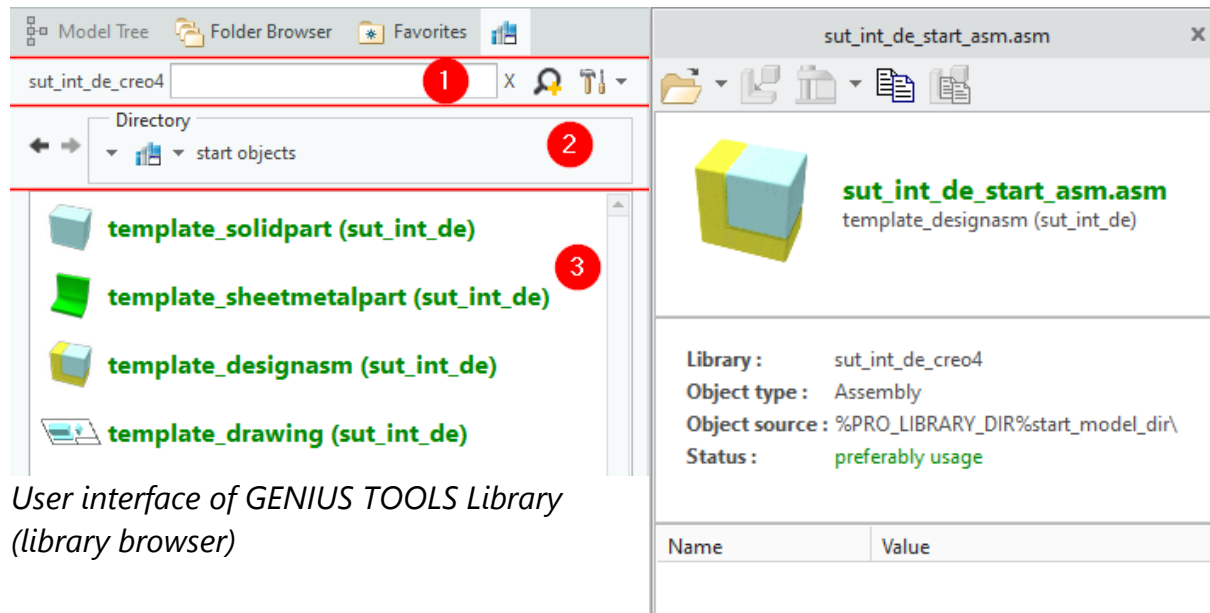 Model Tree Folder Browser Favorites
sut_int_de_creo4 1 X
Directory
start objects 2
template_solidpart (sut_int_de)
3
template_sheetmetalpart (sut_int_de)
template_designasm (sut_int_de)
template_drawing (sut_int_de)
User interface of GENIUS TOOLS Library
(library browser)
sut_int_de_start_asm.asm x
sut_int_de_start_asm.asm
template_designasm (sut_int_de)
Library : sut_int_de_creo4
Object type : Assembly
Object source : %PRO_LIBRARY_DIR%start_model_dir\
Status : preferably usage
Name Value